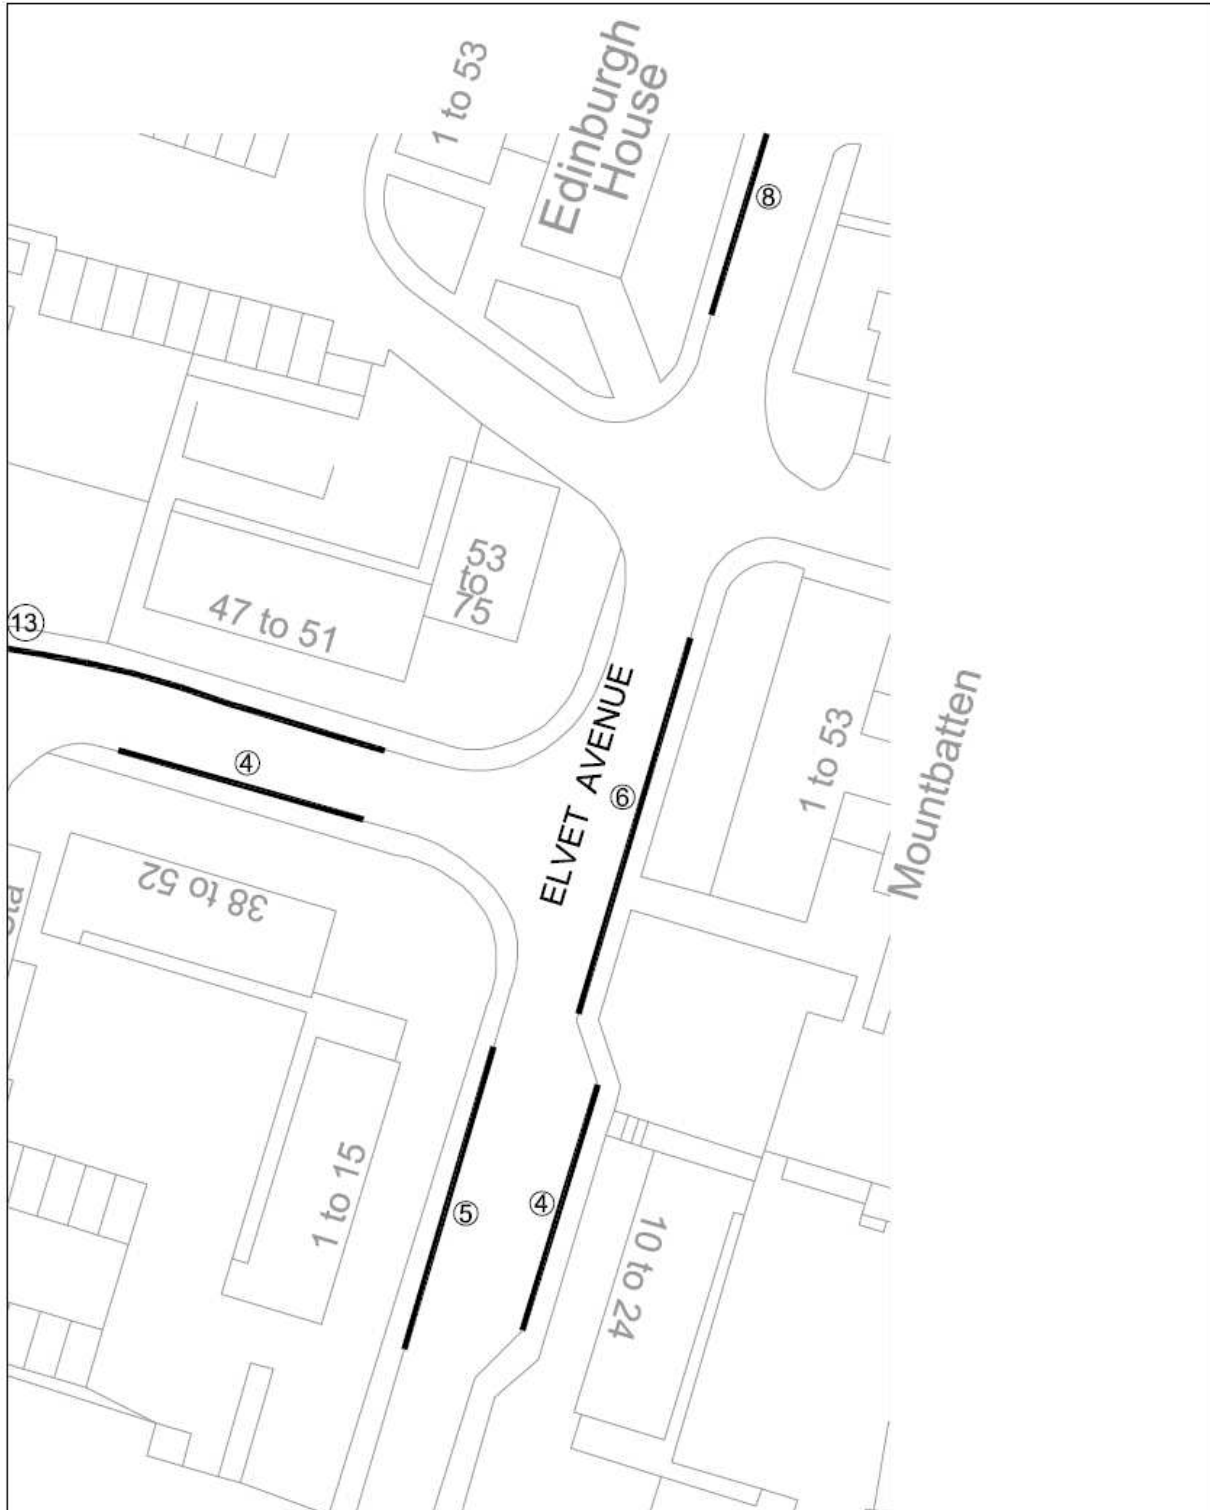 1 to 53
Edinburgh
House
8
53
to
75
47 to 51
13
ELVET AVENUE
4
6
1 to 53
Mountbatten
38 to 52
5
4
1 to 15
10 to 24